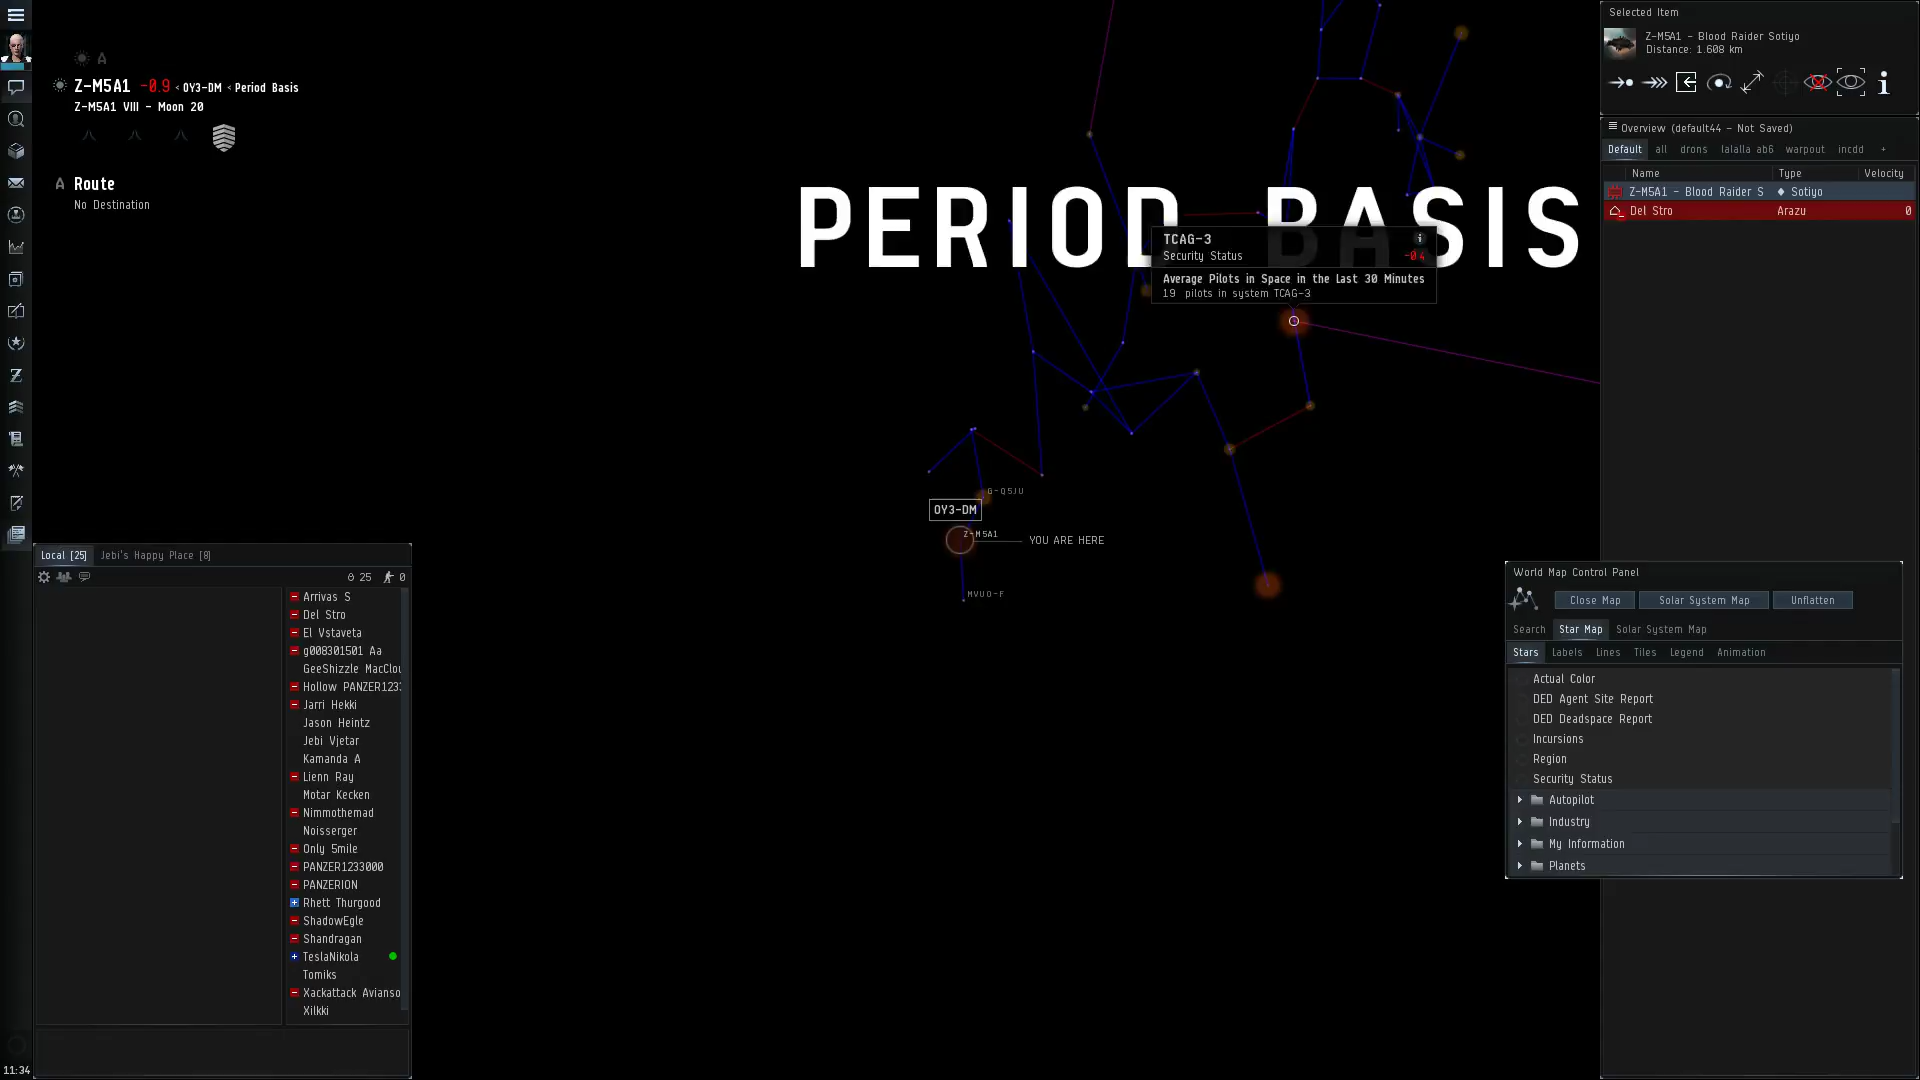 Z-M5A1 -0.9 < OY3-DM < Period Basis
Z-M5A1 VIII - Moon 20
Route
No Destination
PERIOD BASIS
TCAG-3
Security Status -0.4
Average Pilots in Space in the Last 30 Minutes
19 pilots in system TCAG-3
G-Q5JU
OY3-DM
Z-M5A1
YOU ARE HERE
MVUO-F
Selected Item
Z-M5A1 - Blood Raider Sotiyo
Distance: 1.608 km
Overview (default44 - Not Saved)
Default all drons lalalla ab6 warpout incdd +
Name Type Velocity
Z-M5A1 - Blood Raider S Sotiyo
Del Stro Arazu 0
World Map Control Panel
Close Map Solar System Map Unflatten
Search Star Map Solar System Map
Stars Labels Lines Tiles Legend Animation
Actual Color
DED Agent Site Report
DED Deadspace Report
Incursions
Region
Security Status
Autopilot
Industry
My Information
Planets
Local [25] Jebi's Happy Place [8]
25 0
Arrivas S
Del Stro
El Vstaveta
g008301501 Aa
GeeShizzle MacClou
Hollow PANZER123
Jarri Hekki
Jason Heintz
Jebi Vjetar
Kamanda A
Lienn Ray
Motar Kecken
Nimmothemad
Noisserger
Only 5mile
PANZER1233000
PANZERION
Rhett Thurgood
ShadowEgle
Shandragan
TeslaNikola
Tomiks
Xackattack Avianso
Xilkki
11:34